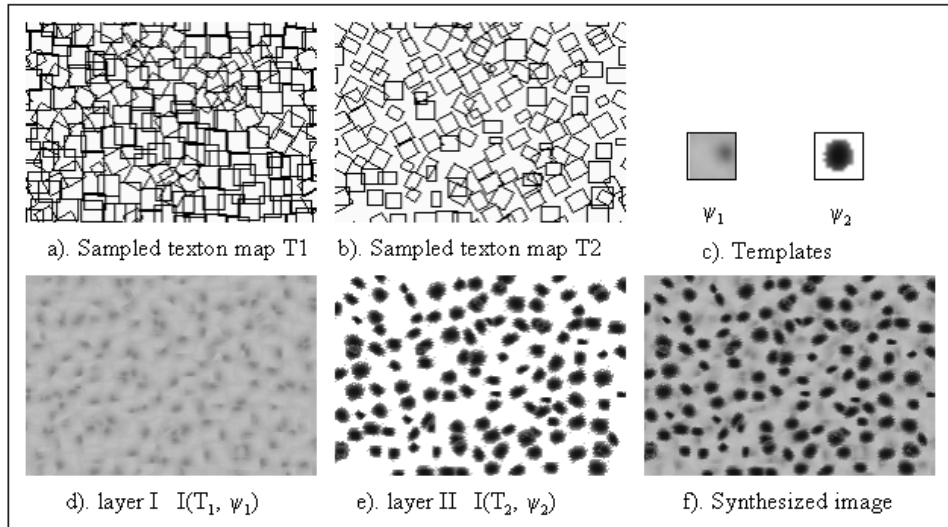 ψ₁ ψ₂
a). Sampled texton map T1 b). Sampled texton map T2 c). Templates
d). layer I I(T₁, ψ₁) e). layer II I(T₂, ψ₂) f). Synthesized image